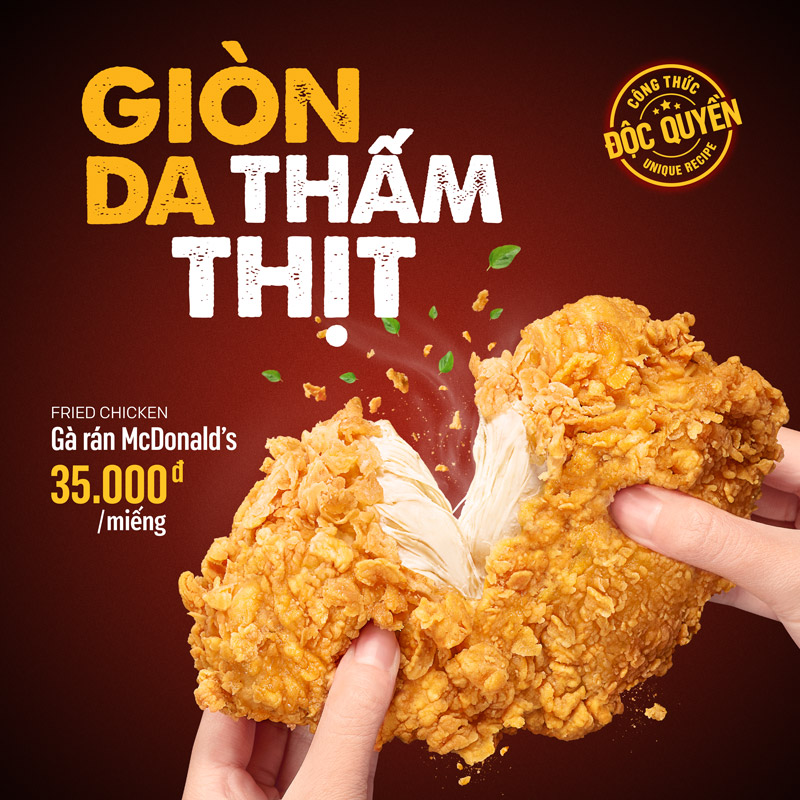 GIÒN
DA THẤM
THỊT
CÔNG THỨC
ĐỘC QUYỀN
UNIQUE RECIPE
FRIED CHICKEN
Gà rán McDonald's
35.000đ
/miếng